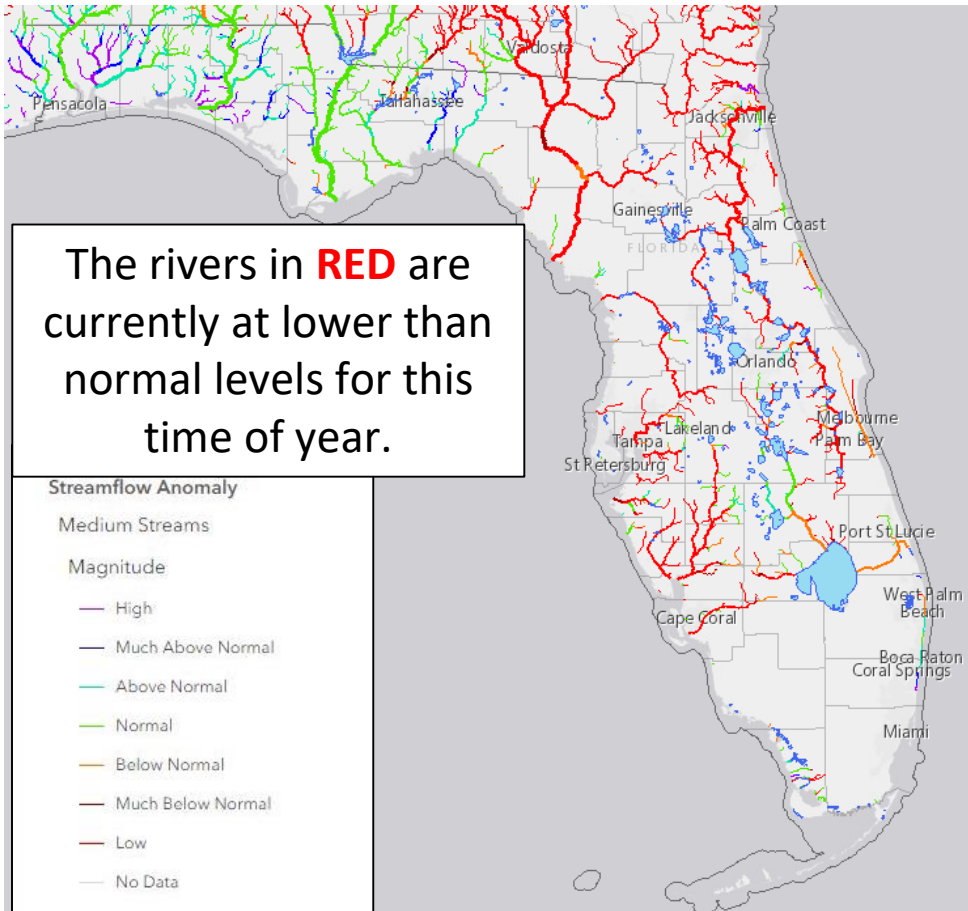 Valdosta
Pensacola
Tallahassee
Jacksonville
Gainesville
Palm Coast
FLORIDA
The rivers in RED are
currently at lower than
normal levels for this
time of year.
Orlando
Melbourne
Lakeland
Tampa
Palm Bay
St Petersburg
Streamflow Anomaly
Medium Streams
Magnitude
High
Much Above Normal
Above Normal
Normal
Below Normal
Much Below Normal
Low
No Data
Port St Lucie
West Palm
Beach
Cape Coral
Boca Raton
Coral Springs
Miami